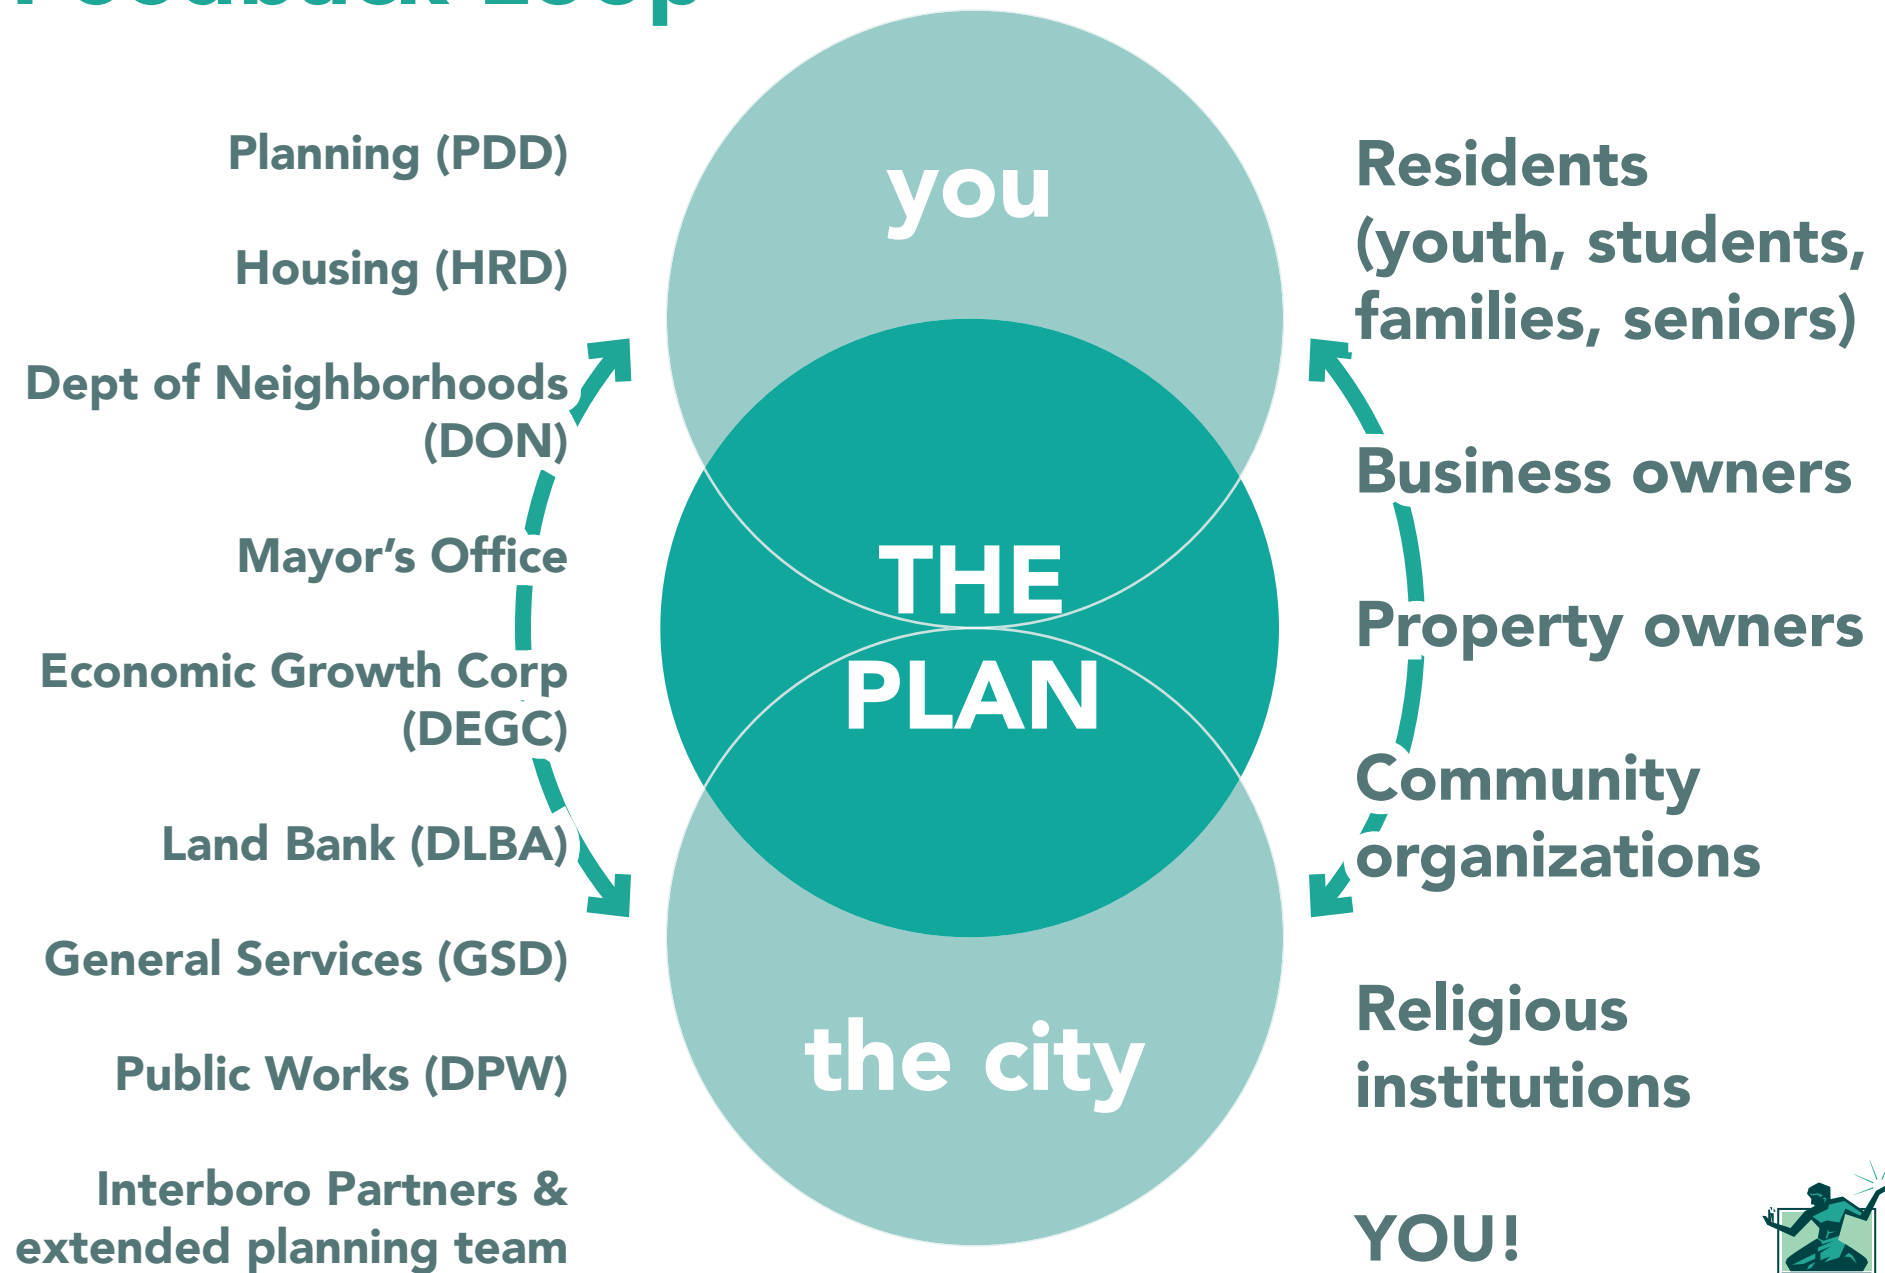 Feedback Loop
Planning (PDD)
Housing (HRD)
Dept of Neighborhoods
(DON)
Mayor’s Office
Economic Growth Corp
(DEGC)
Land Bank (DLBA)
General Services (GSD)
Public Works (DPW)
Interboro Partners &
extended planning team
you
THE
PLAN
the city
Residents
(youth, students,
families, seniors)
Business owners
Property owners
Community
organizations
Religious
institutions
YOU!